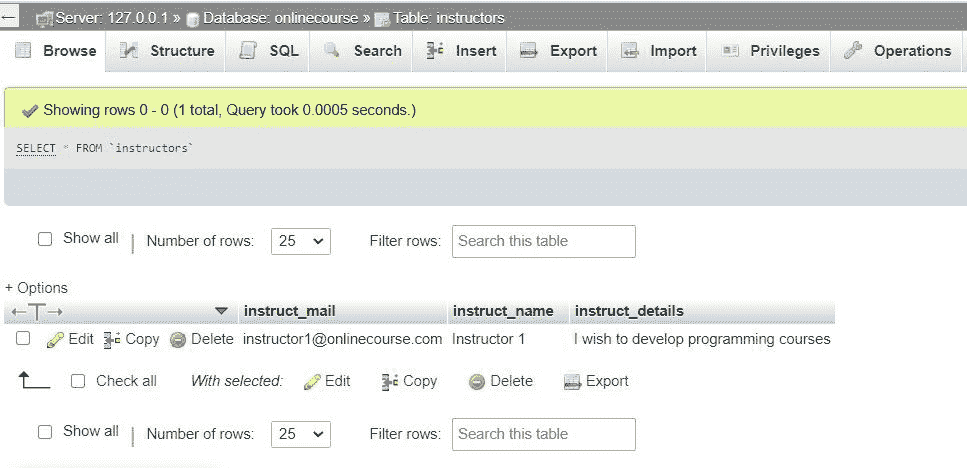 Server: 127.0.0.1 » Database: onlinecourse » Table: instructors
Browse Structure SQL Search Insert Export Import Privileges Operations
Showing rows 0 - 0 (1 total, Query took 0.0005 seconds.)
SELECT * FROM `instructors`
Show all | Number of rows: 25 Filter rows: Search this table
+ Options
←T→ instruct_mail instruct_name instruct_details
Edit Copy Delete instructor1@onlinecourse.com Instructor 1 I wish to develop programming courses
Check all With selected: Edit Copy Delete Export
Show all | Number of rows: 25 Filter rows: Search this table